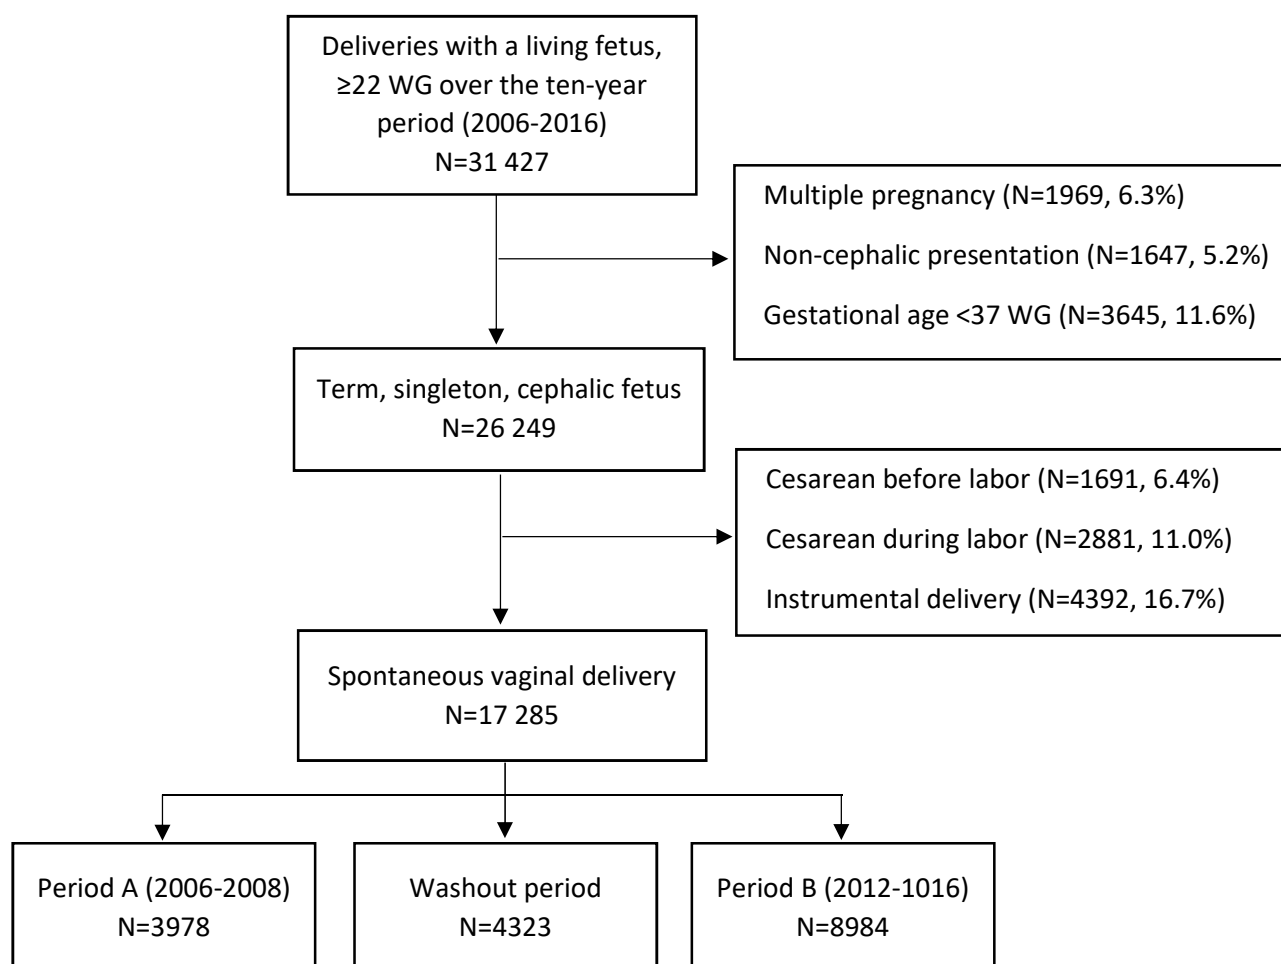 Deliveries with a living fetus,
≥22 WG over the ten-year
period (2006-2016)
N=31 427
Multiple pregnancy (N=1969, 6.3%)
Non-cephalic presentation (N=1647, 5.2%)
Gestational age <37 WG (N=3645, 11.6%)
Term, singleton, cephalic fetus
N=26 249
Cesarean before labor (N=1691, 6.4%)
Cesarean during labor (N=2881, 11.0%)
Instrumental delivery (N=4392, 16.7%)
Spontaneous vaginal delivery
N=17 285
Period A (2006-2008)
N=3978
Washout period
N=4323
Period B (2012-1016)
N=8984